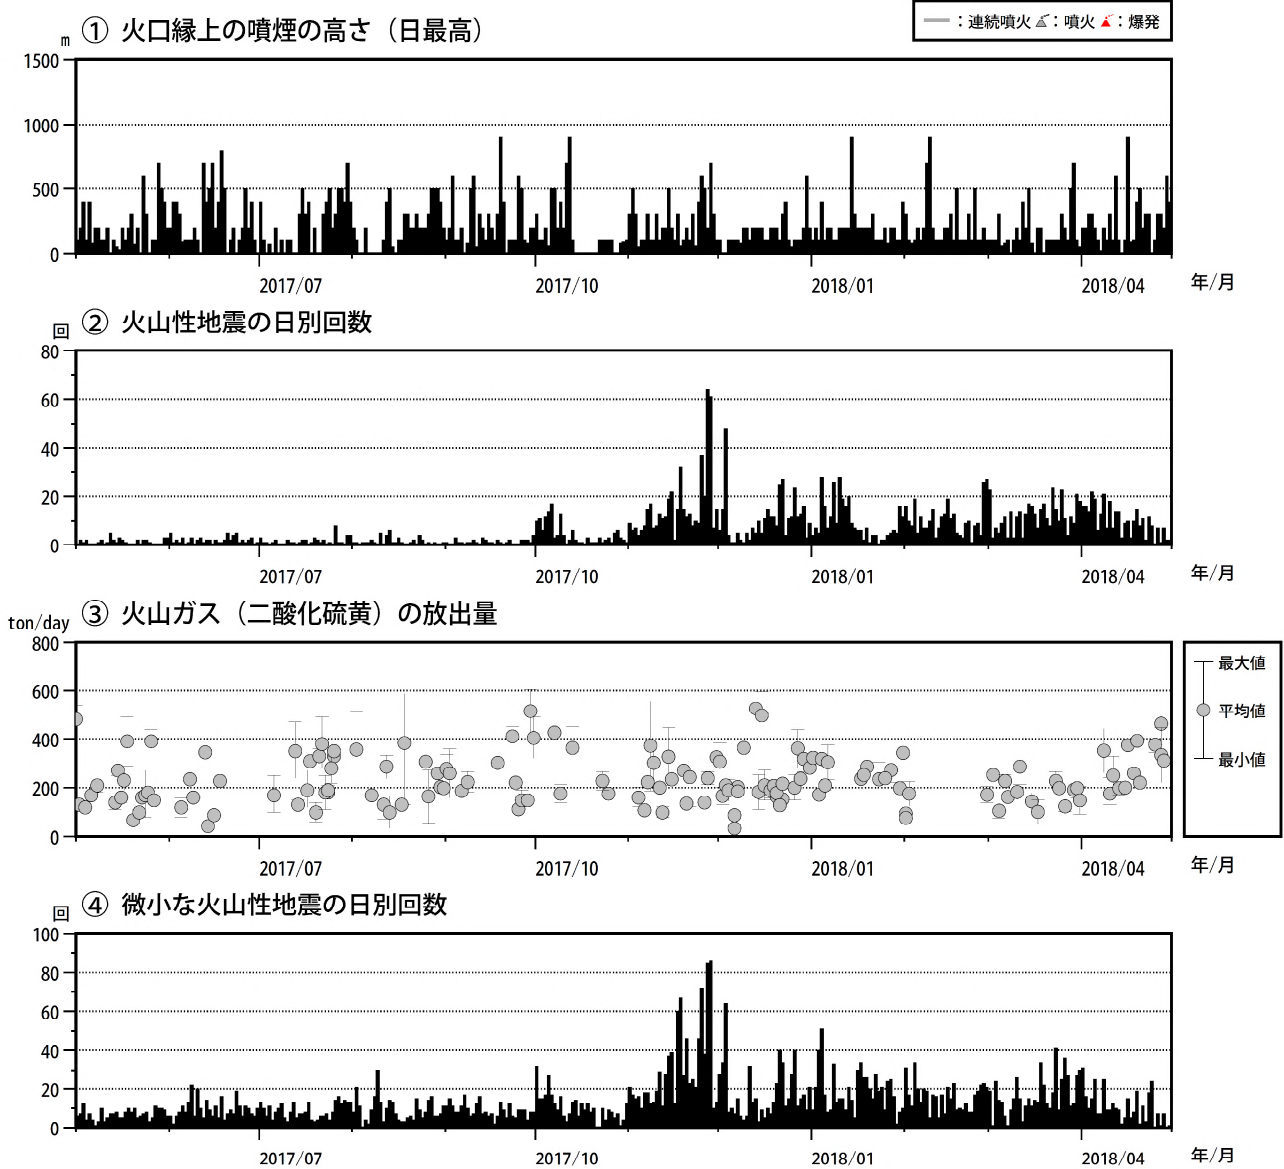 ① 火口縁上の噴煙の高さ（日最高）
：連続噴火 ：噴火 ：爆発
m
1500
1000
500
0
2017/07 2017/10 2018/01 2018/04 年/月
② 火山性地震の日別回数
回
80
60
40
20
0
2017/07 2017/10 2018/01 2018/04 年/月
③ 火山ガス（二酸化硫黄）の放出量
ton/day
800
600
400
200
0
最大値
平均値
最小値
2017/07 2017/10 2018/01 2018/04 年/月
④ 微小な火山性地震の日別回数
回
100
80
60
40
20
0
2017/07 2017/10 2018/01 2018/04 年/月